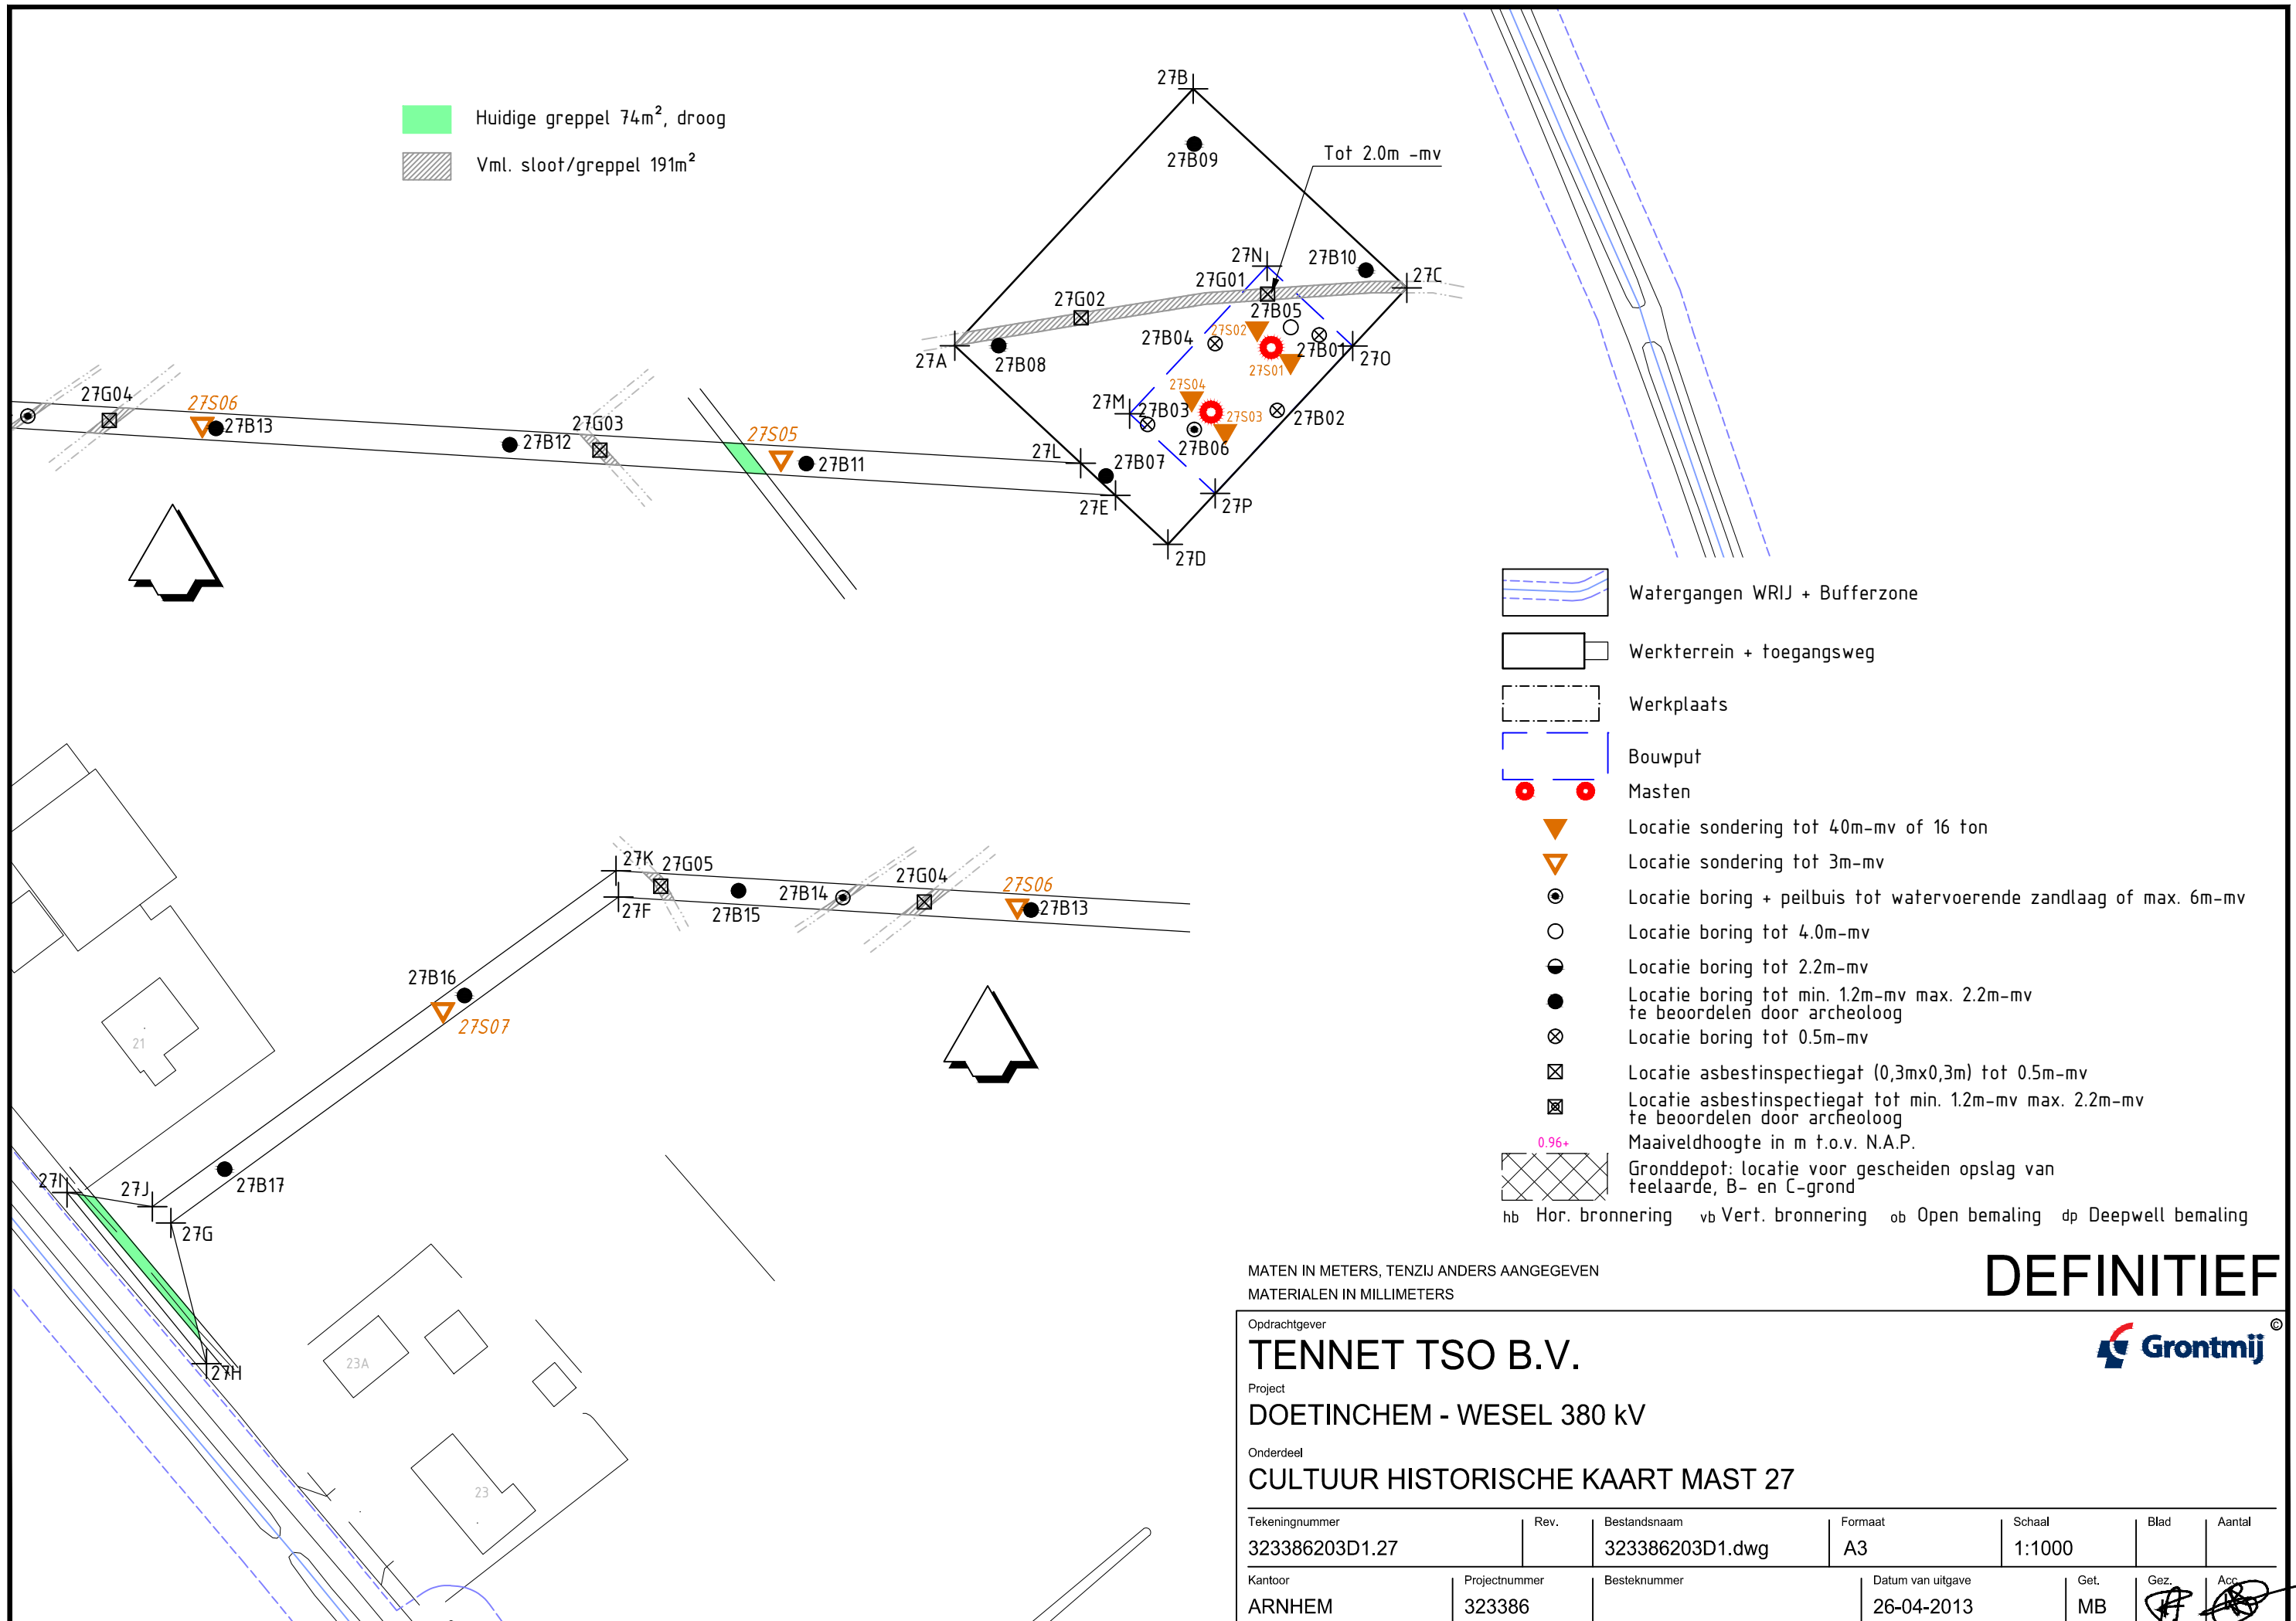 Huidige greppel 74m², droog
Vml. sloot/greppel 191m²
27B
27B09
Tot 2.0m -mv
27N
27B10
27C
27G01
27G02
27B05
27S02
27B04
27B01
27O
27A
27B08
27S01
27S04
27M
27B03
27S03
27B02
27B06
27L
27B07
27E
27P
27D
27G04
27S06
27B13
27G03
27B12
27S05
27B11
Watergangen WRIJ + Bufferzone
Werkterrein + toegangsweg
Werkplaats
Bouwput
Masten
Locatie sondering tot 40m-mv of 16 ton
Locatie sondering tot 3m-mv
Locatie boring + peilbuis tot watervoerende zandlaag of max. 6m-mv
Locatie boring tot 4.0m-mv
Locatie boring tot 2.2m-mv
Locatie boring tot min. 1.2m-mv max. 2.2m-mv
te beoordelen door archeoloog
Locatie boring tot 0.5m-mv
Locatie asbestinspectiegat (0,3mx0,3m) tot 0.5m-mv
Locatie asbestinspectiegat tot min. 1.2m-mv max. 2.2m-mv
te beoordelen door archeoloog
0.96+ Maaiveldhoogte in m t.o.v. N.A.P.
Gronddepot: locatie voor gescheiden opslag van
teelaarde, B- en C-grond
hb Hor. bronnering vb Vert. bronnering ob Open bemaling dp Deepwell bemaling
27K
27G05
27F
27B15
27B14
27G04
27S06
27B13
27B16
27S07
21
27B17
27I
27J
27G
27H
23A
23
MATEN IN METERS, TENZIJ ANDERS AANGEGEVEN
MATERIALEN IN MILLIMETERS
DEFINITIEF
Opdrachtgever
TENNET TSO B.V.
Grontmij ©
Project
DOETINCHEM - WESEL 380 kV
Onderdeel
CULTUUR HISTORISCHE KAART MAST 27
Tekeningnummer Rev. Bestandsnaam Formaat Schaal Blad Aantal
323386203D1.27 323386203D1.dwg A3 1:1000
Kantoor Projectnummer Besteknummer Datum van uitgave Get. Gez. Acc.
ARNHEM 323386 26-04-2013 MB